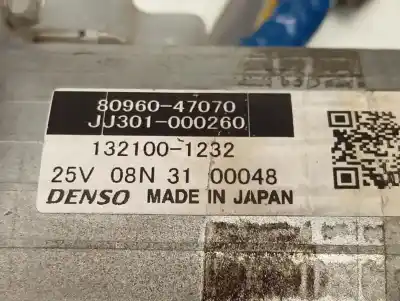 80960-47070
JJ301-000260
132100-1232
25V 08N 31 00048
DENSO MADE IN JAPAN